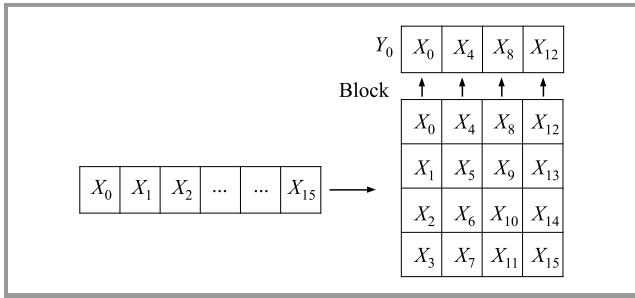 Y₀ X₀ X₄ X₈ X₁₂
Block
X₀ X₄ X₈ X₁₂
X₁ X₅ X₉ X₁₃
X₀ X₁ X₂ ... ... X₁₅
X₂ X₆ X₁₀ X₁₄
X₃ X₇ X₁₁ X₁₅